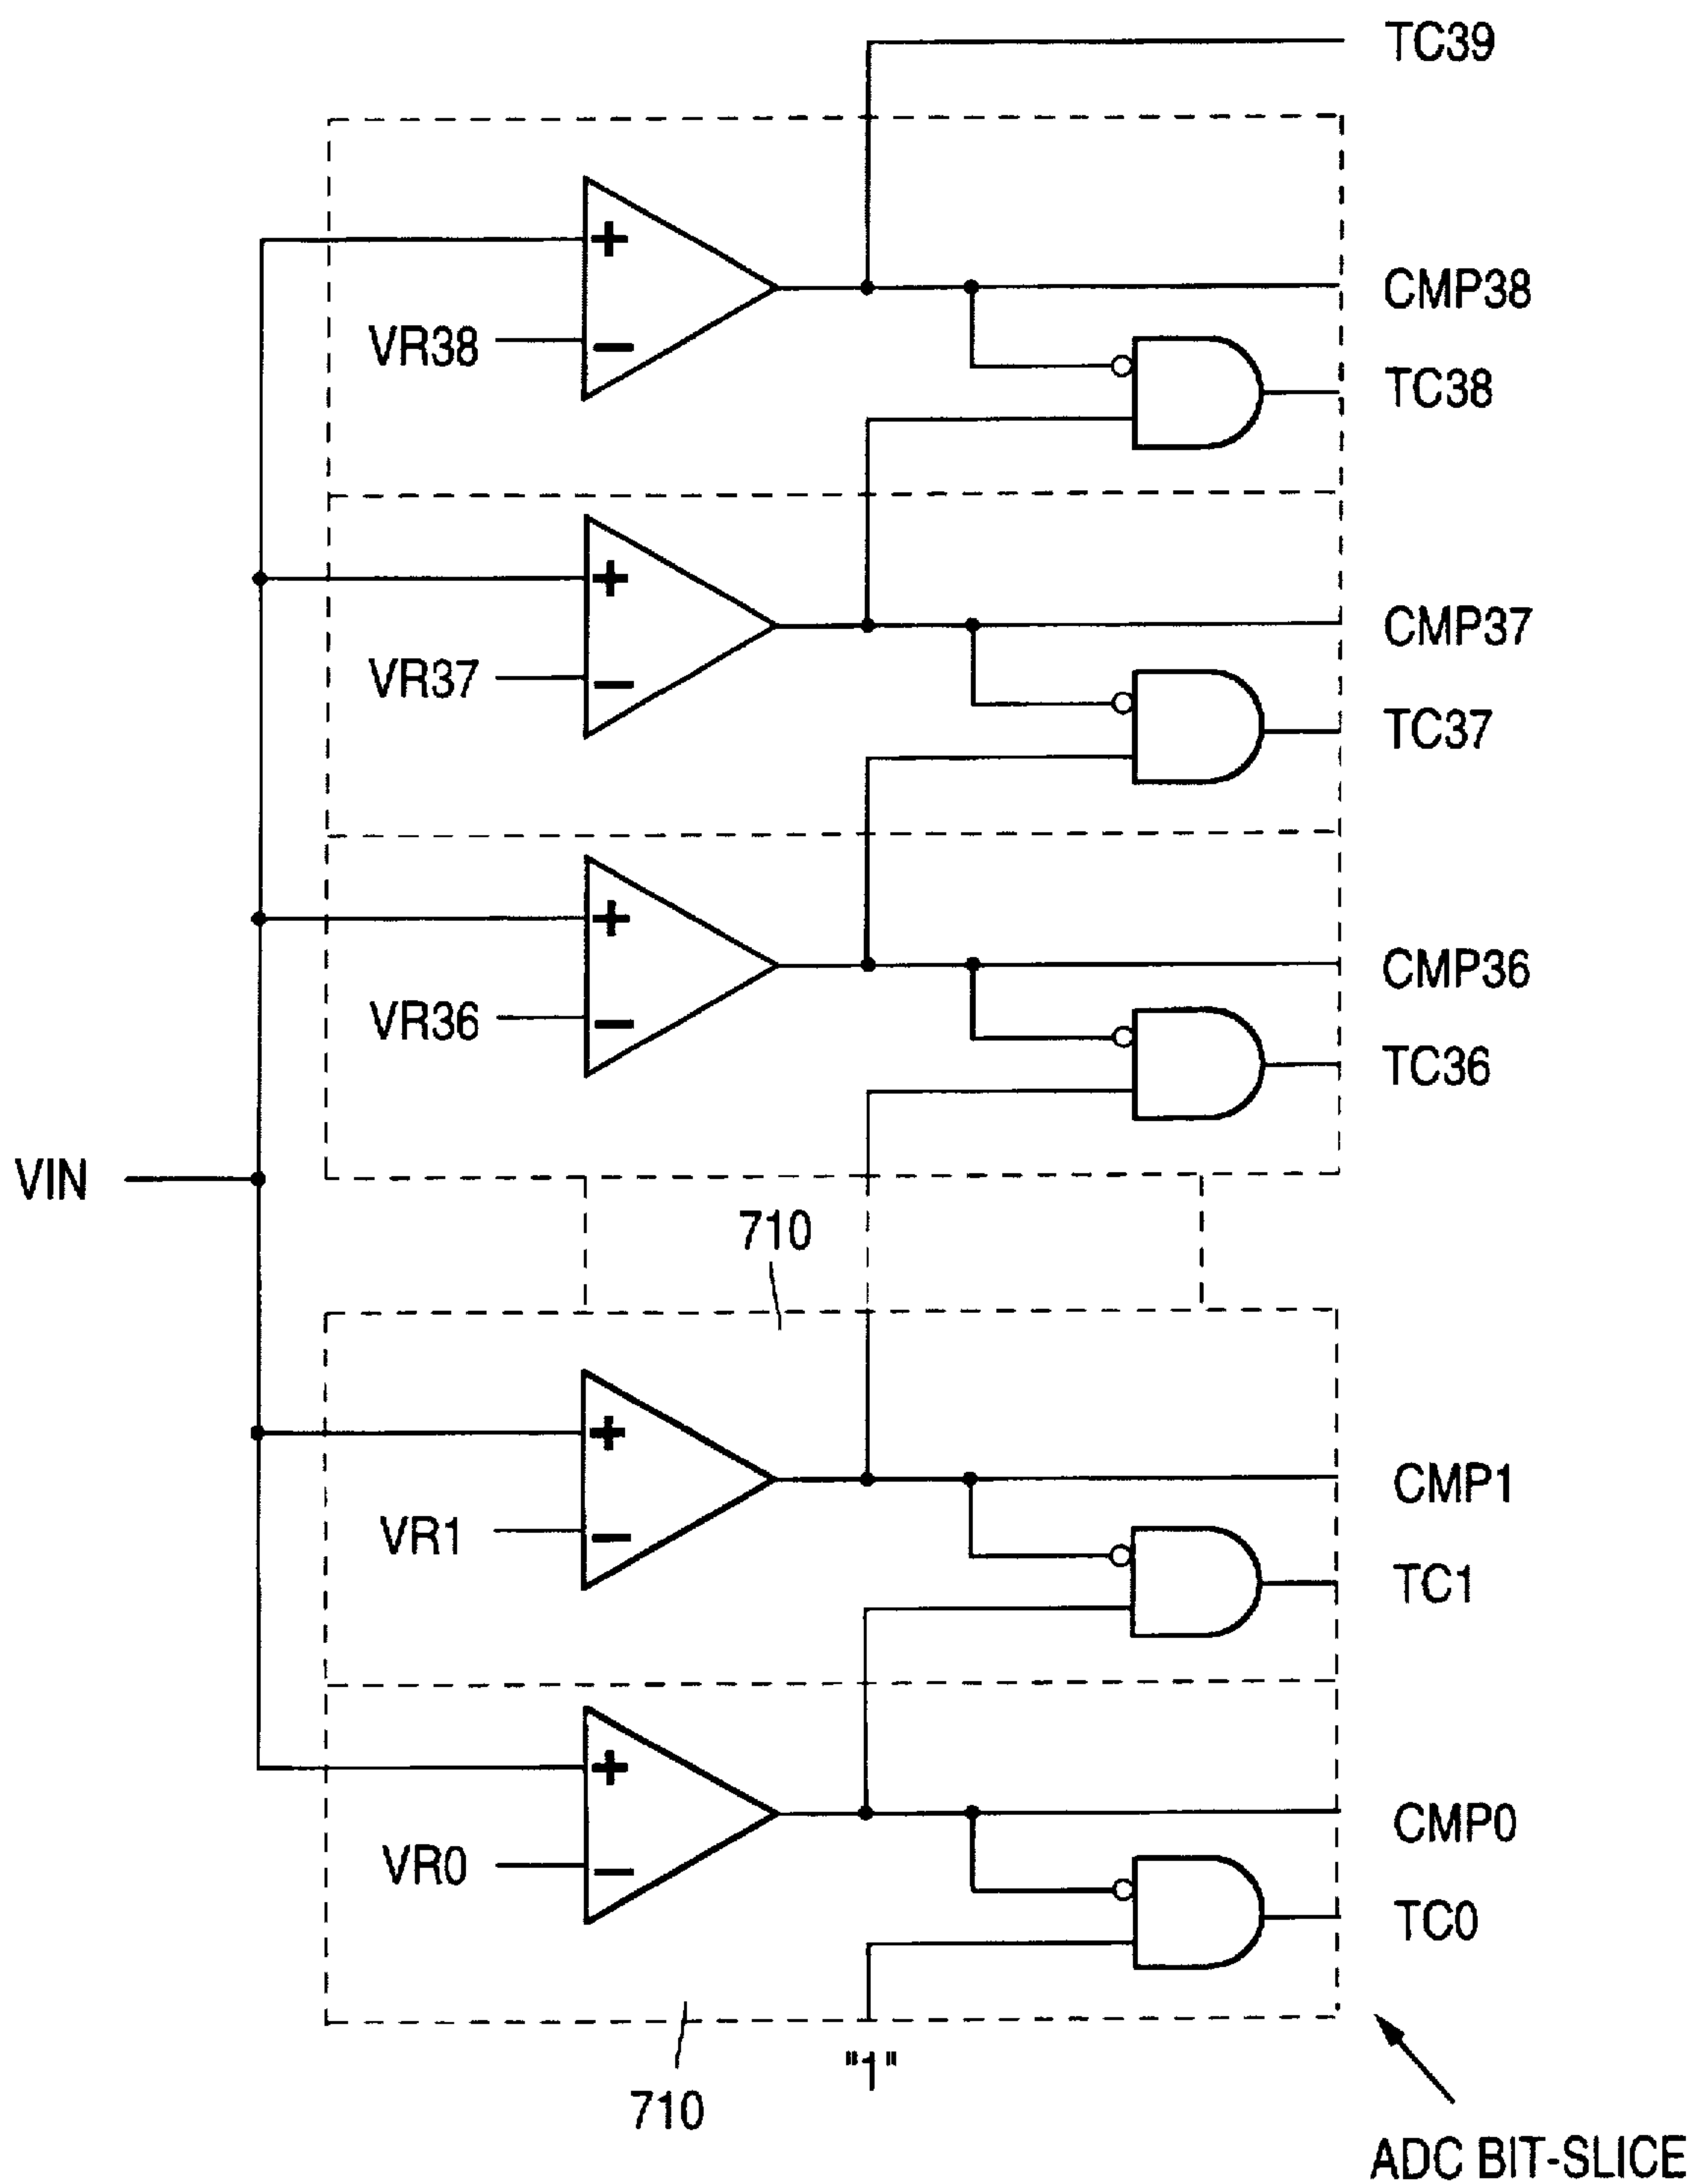 TC39
+
CMP38
VR38
−
TC38
+
CMP37
VR37
−
TC37
+
CMP36
VR36
−
TC36
VIN
710
+
CMP1
VR1
−
TC1
+
CMP0
VR0
−
TC0
"1"
710
ADC BIT-SLICE